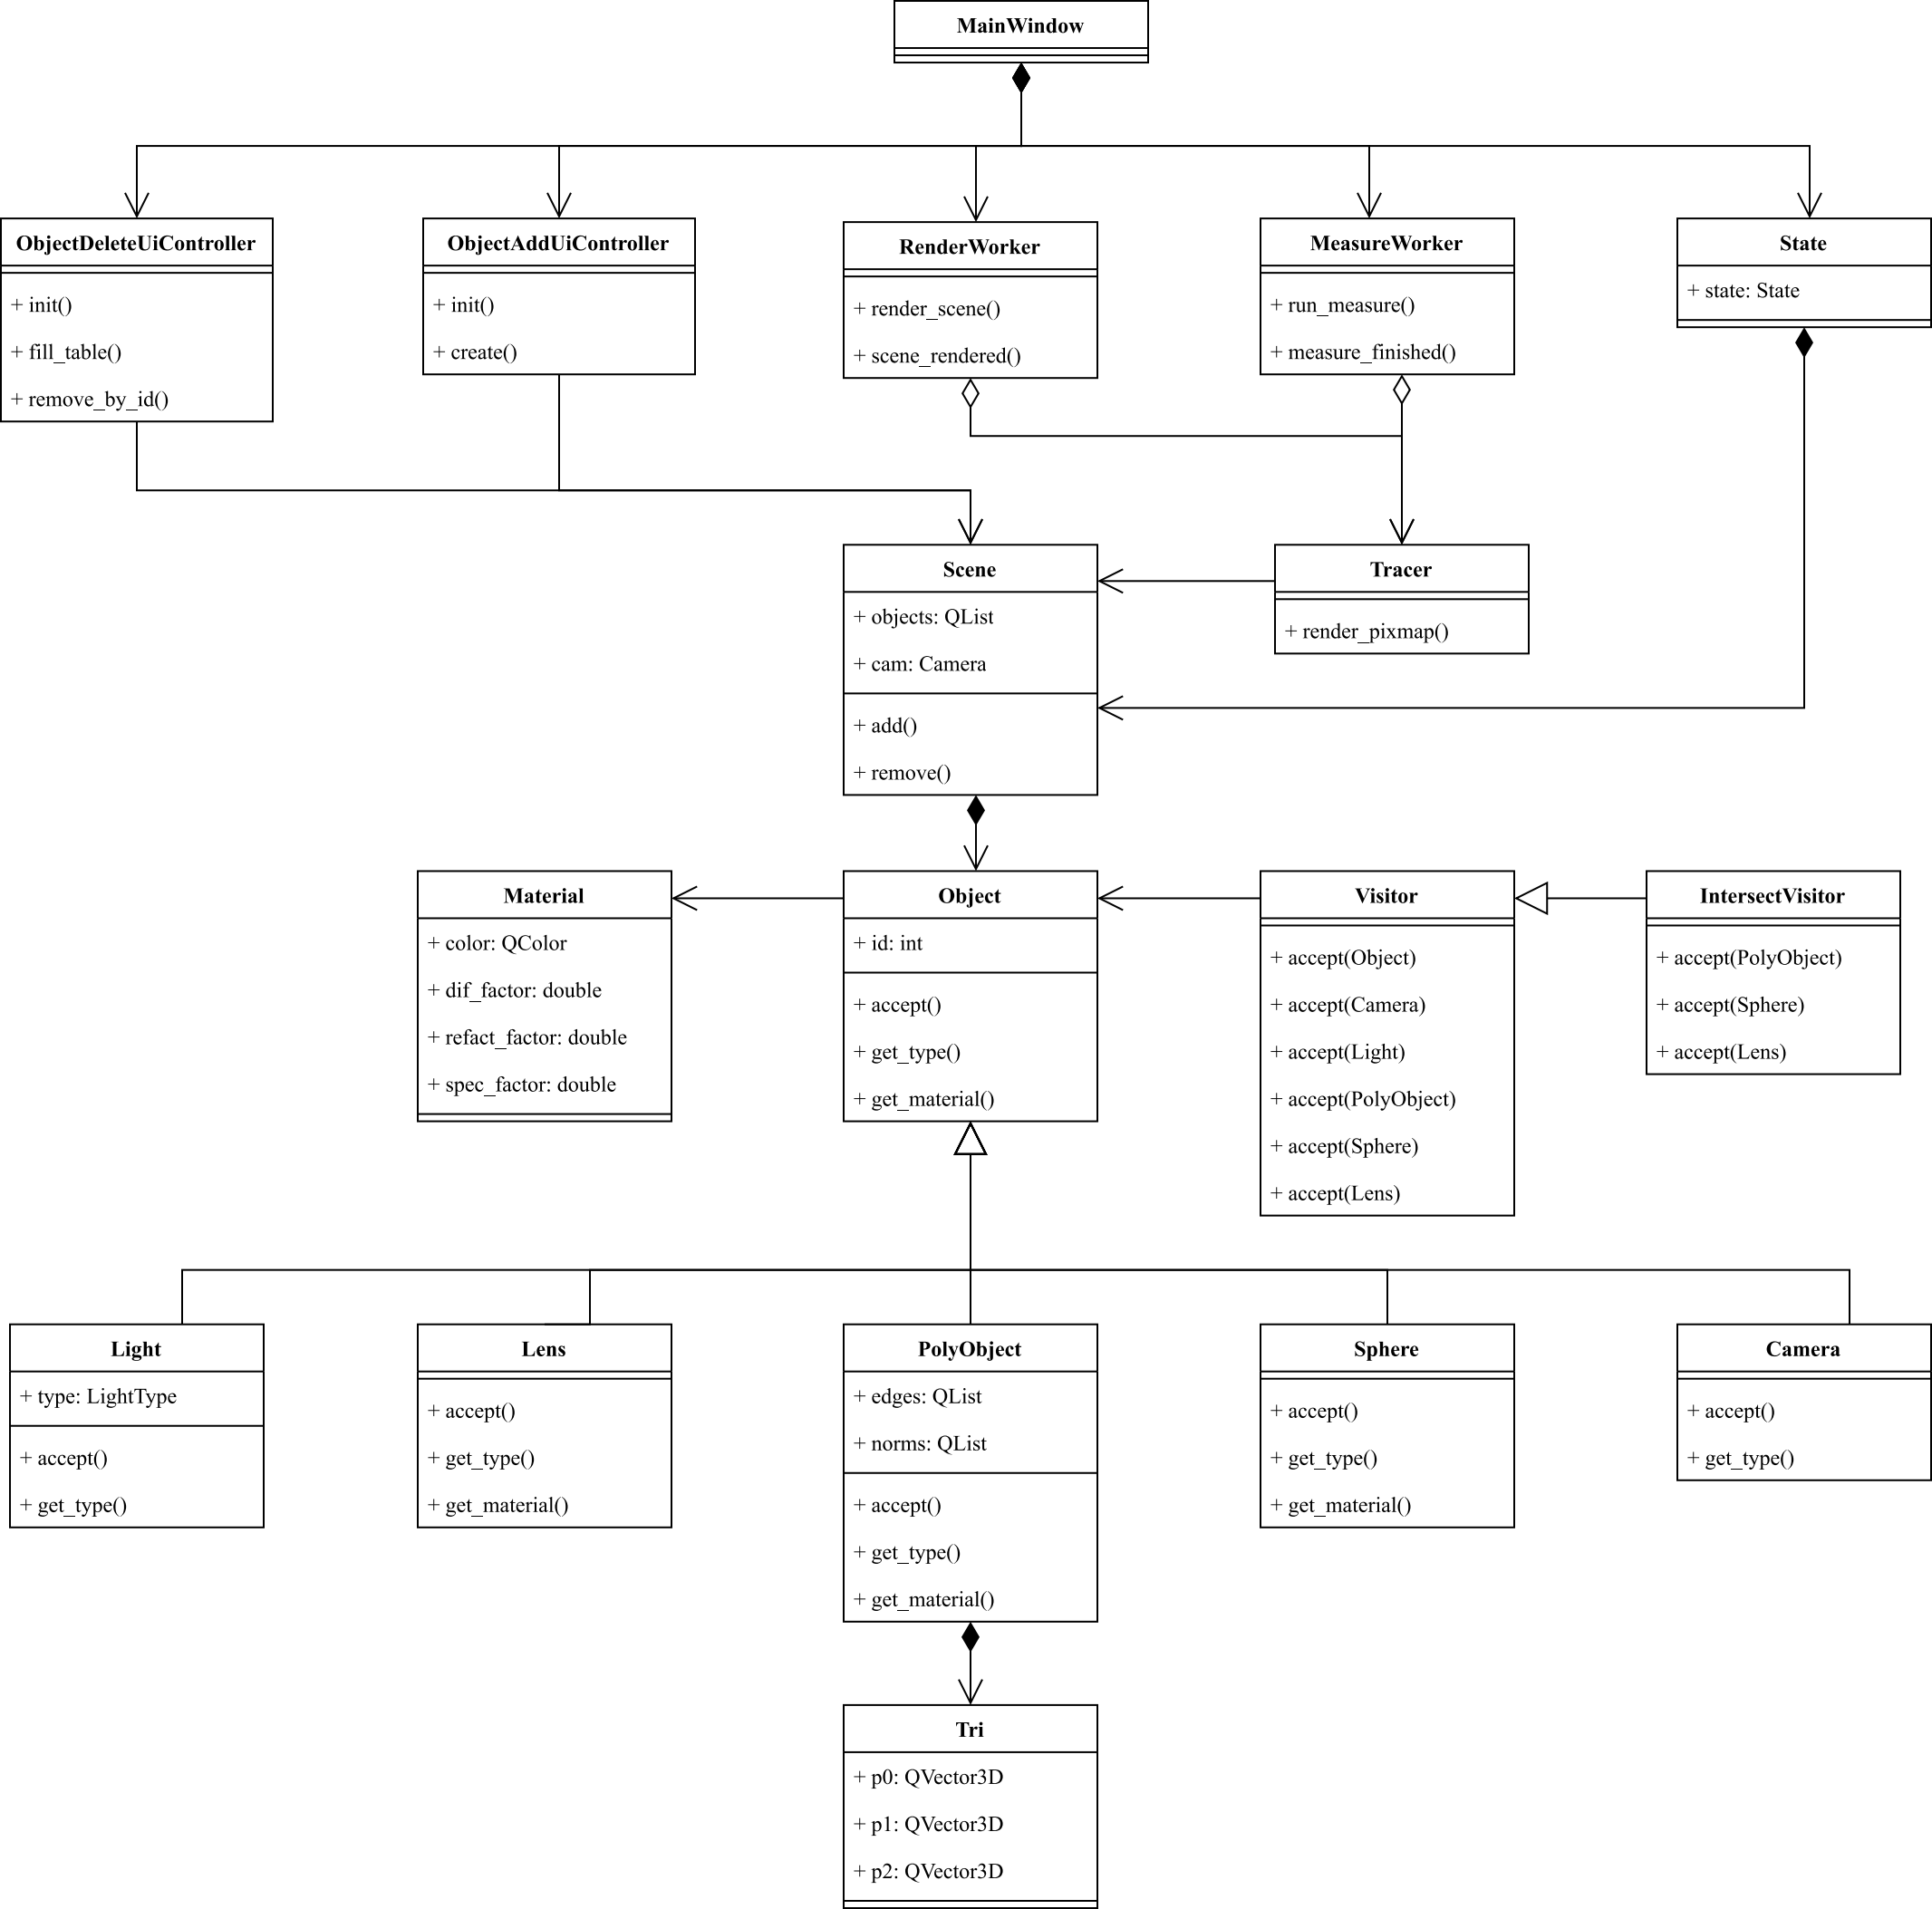 MainWindow
ObjectDeleteUiController
+ init()
+ fill_table()
+ remove_by_id()
ObjectAddUiController
+ init()
+ create()
RenderWorker
+ render_scene()
+ scene_rendered()
MeasureWorker
+ run_measure()
+ measure_finished()
State
+ state: State
Scene
+ objects: QList
+ cam: Camera
+ add()
+ remove()
Tracer
+ render_pixmap()
Material
+ color: QColor
+ dif_factor: double
+ refact_factor: double
+ spec_factor: double
Object
+ id: int
+ accept()
+ get_type()
+ get_material()
Visitor
+ accept(Object)
+ accept(Camera)
+ accept(Light)
+ accept(PolyObject)
+ accept(Sphere)
+ accept(Lens)
IntersectVisitor
+ accept(PolyObject)
+ accept(Sphere)
+ accept(Lens)
Light
+ type: LightType
+ accept()
+ get_type()
Lens
+ accept()
+ get_type()
+ get_material()
PolyObject
+ edges: QList
+ norms: QList
+ accept()
+ get_type()
+ get_material()
Sphere
+ accept()
+ get_type()
+ get_material()
Camera
+ accept()
+ get_type()
Tri
+ p0: QVector3D
+ p1: QVector3D
+ p2: QVector3D